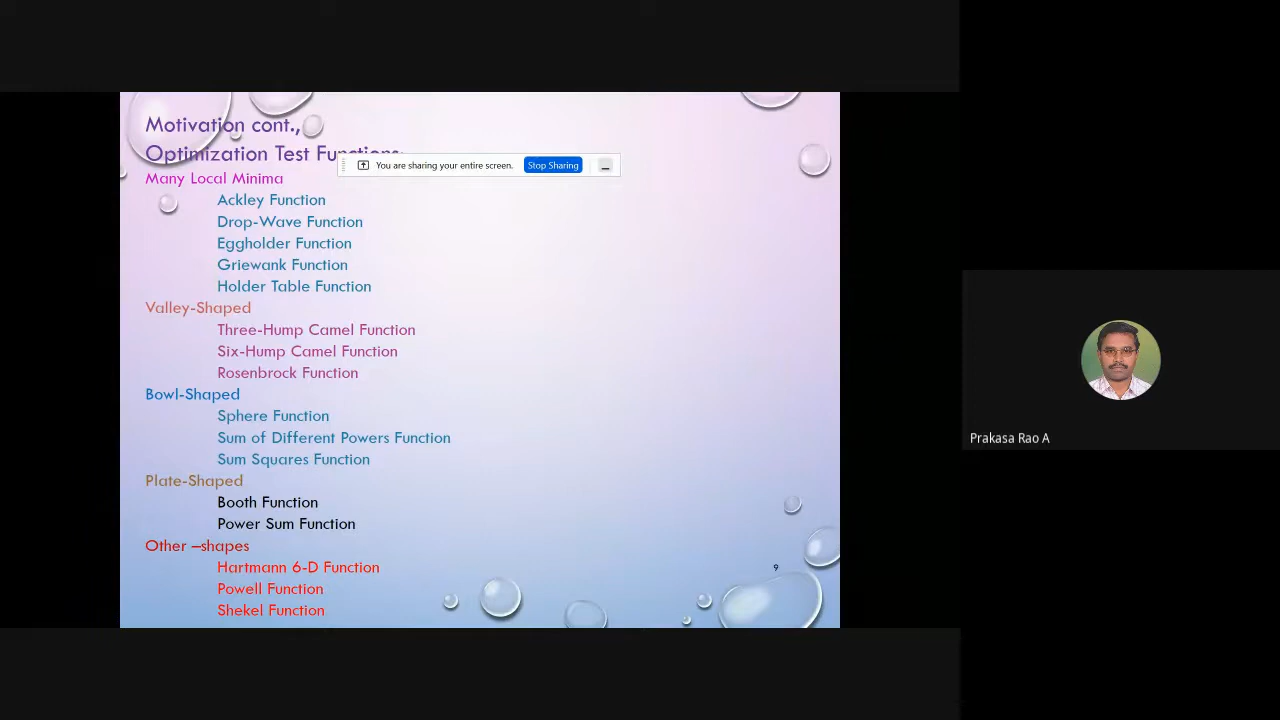 Motivation cont.,
Optimization Test Functions:
You are sharing your entire screen.
Stop Sharing
Many Local Minima
Ackley Function
Drop-Wave Function
Eggholder Function
Griewank Function
Holder Table Function
Valley-Shaped
Three-Hump Camel Function
Six-Hump Camel Function
Rosenbrock Function
Bowl-Shaped
Sphere Function
Sum of Different Powers Function
Sum Squares Function
Plate-Shaped
Booth Function
Power Sum Function
Other –shapes
Hartmann 6-D Function
Powell Function
Shekel Function
9
Prakasa Rao A